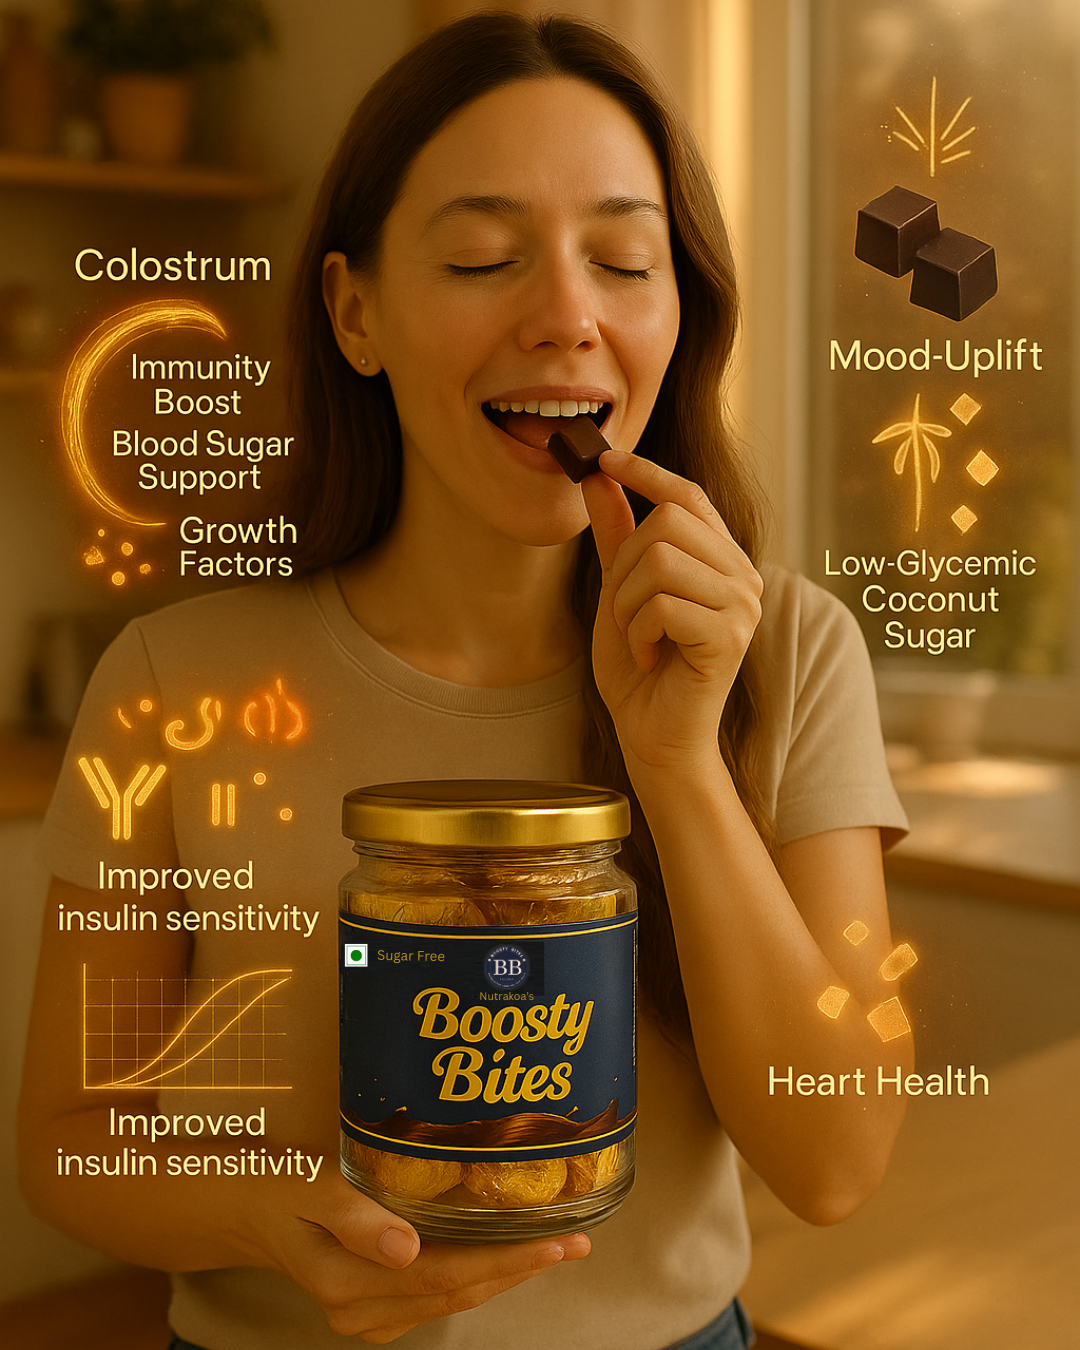 Colostrum
Immunity
Boost
Blood Sugar
Support
Growth
Factors
Improved
insulin sensitivity
Improved
insulin sensitivity
Mood-Uplift
Low-Glycemic
Coconut
Sugar
Heart Health
Sugar Free
BOOSTY BITES
BB
Nutrakoa's
Boosty
Bites